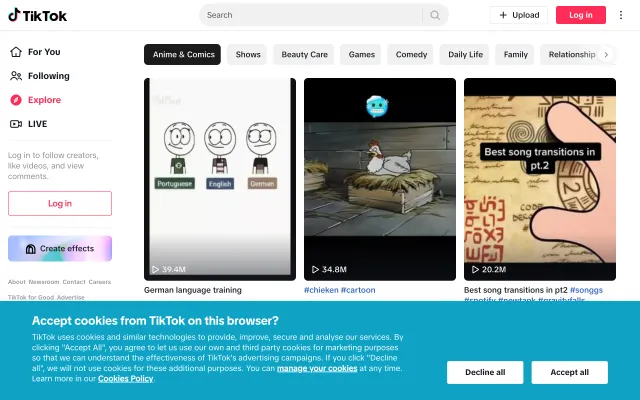 TikTok
Search
Upload
Log in
For You
Following
Explore
LIVE
Log in to follow creators,
like videos, and view
comments.
Log in
Create effects
About Newsroom Contact Careers
TikTok for Good Advertise
Anime & Comics
Shows
Beauty Care
Games
Comedy
Daily Life
Family
Relationship
Portuguese
English
German
39.4M
German language training
34.8M
#chieken #cartoon
Best song transitions in
pt.2
20.2M
Best song transitions in pt2 #songgs
#spotify #newtank #gravityfalls
Accept cookies from TikTok on this browser?
TikTok uses cookies and similar technologies to provide, improve, secure and analyse our services. By
clicking "Accept All", you agree to let us use our own and third party cookies for marketing purposes
so that we can understand the effectiveness of TikTok's advertising campaigns. If you click "Decline
all", we will not use cookies for these additional purposes. You can manage your cookies at any time.
Learn more in our Cookies Policy.
Decline all
Accept all